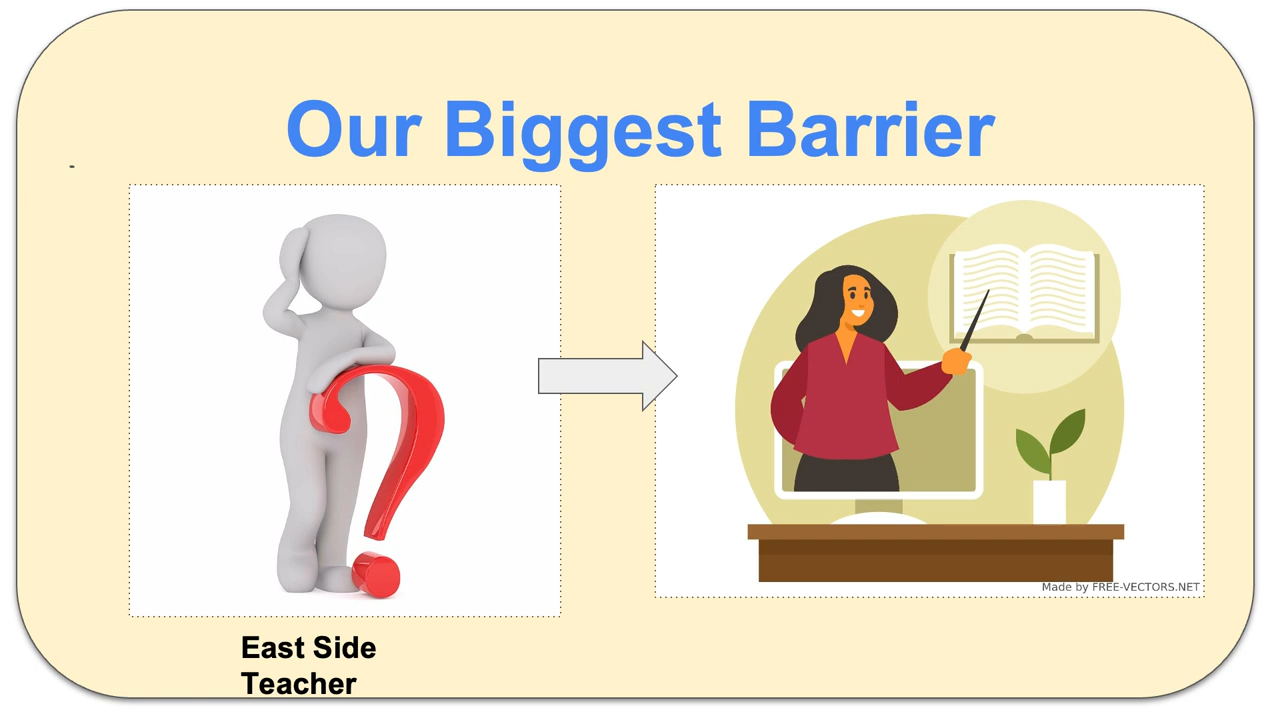 Our Biggest Barrier
-
Made by FREE-VECTORS.NET
East Side
Teacher